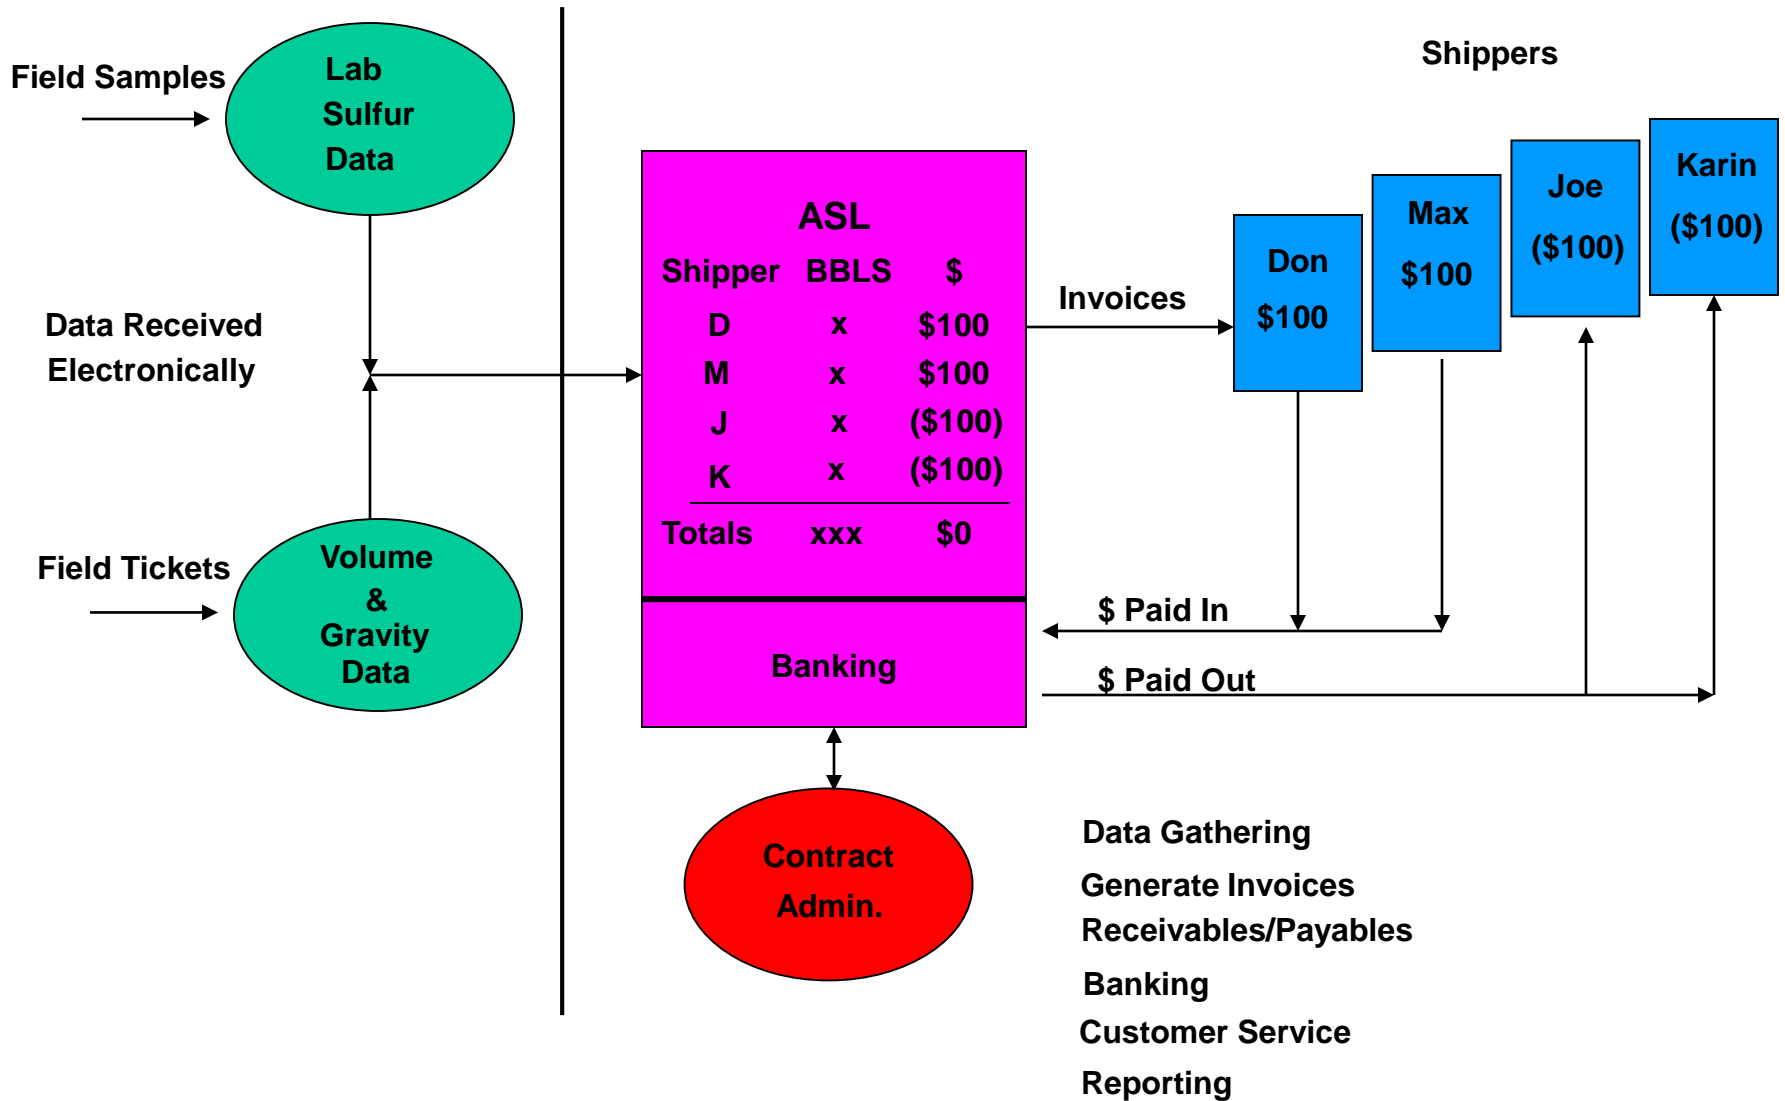 Field Samples
Lab
Sulfur
Data
Data Received
Electronically
Field Tickets
Volume
&
Gravity
Data
ASL
Shipper BBLS $
D x $100
M x $100
J x ($100)
K x ($100)
Totals xxx $0
Banking
Contract
Admin.
Invoices
Shippers
Don
$100
Max
$100
Joe
($100)
Karin
($100)
$ Paid In
$ Paid Out
Data Gathering
Generate Invoices
Receivables/Payables
Banking
Customer Service
Reporting